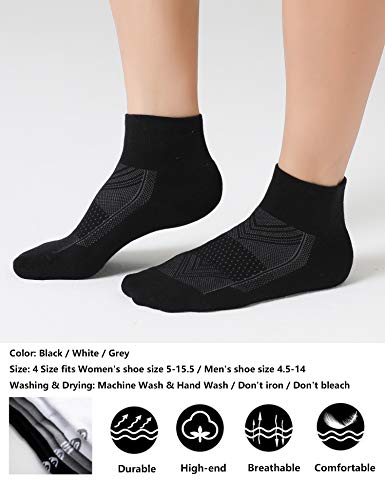 Color: Black / White / Grey
Size: 4 Size fits Women's shoe size 5-15.5 / Men's shoe size 4.5-14
Washing & Drying: Machine Wash & Hand Wash / Don't iron / Don't bleach
Durable High-end Breathable Comfortable